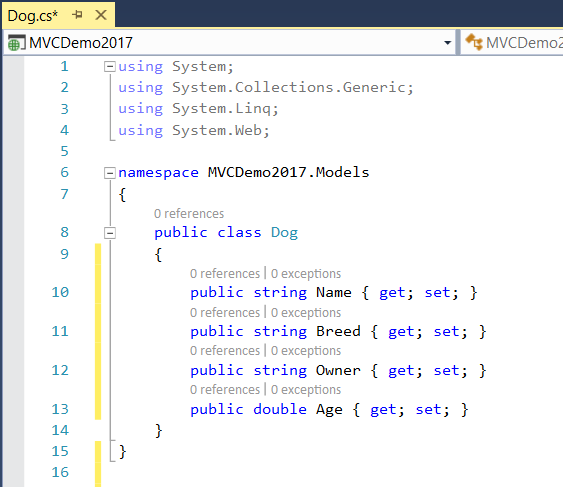 Dog.cs*
MVCDemo2017 MVCDemo2
1 using System;
2 using System.Collections.Generic;
3 using System.Linq;
4 using System.Web;
5
6 namespace MVCDemo2017.Models
7 {
0 references
8 public class Dog
9 {
0 references | 0 exceptions
10 public string Name { get; set; }
0 references | 0 exceptions
11 public string Breed { get; set; }
0 references | 0 exceptions
12 public string Owner { get; set; }
0 references | 0 exceptions
13 public double Age { get; set; }
14 }
15 }
16